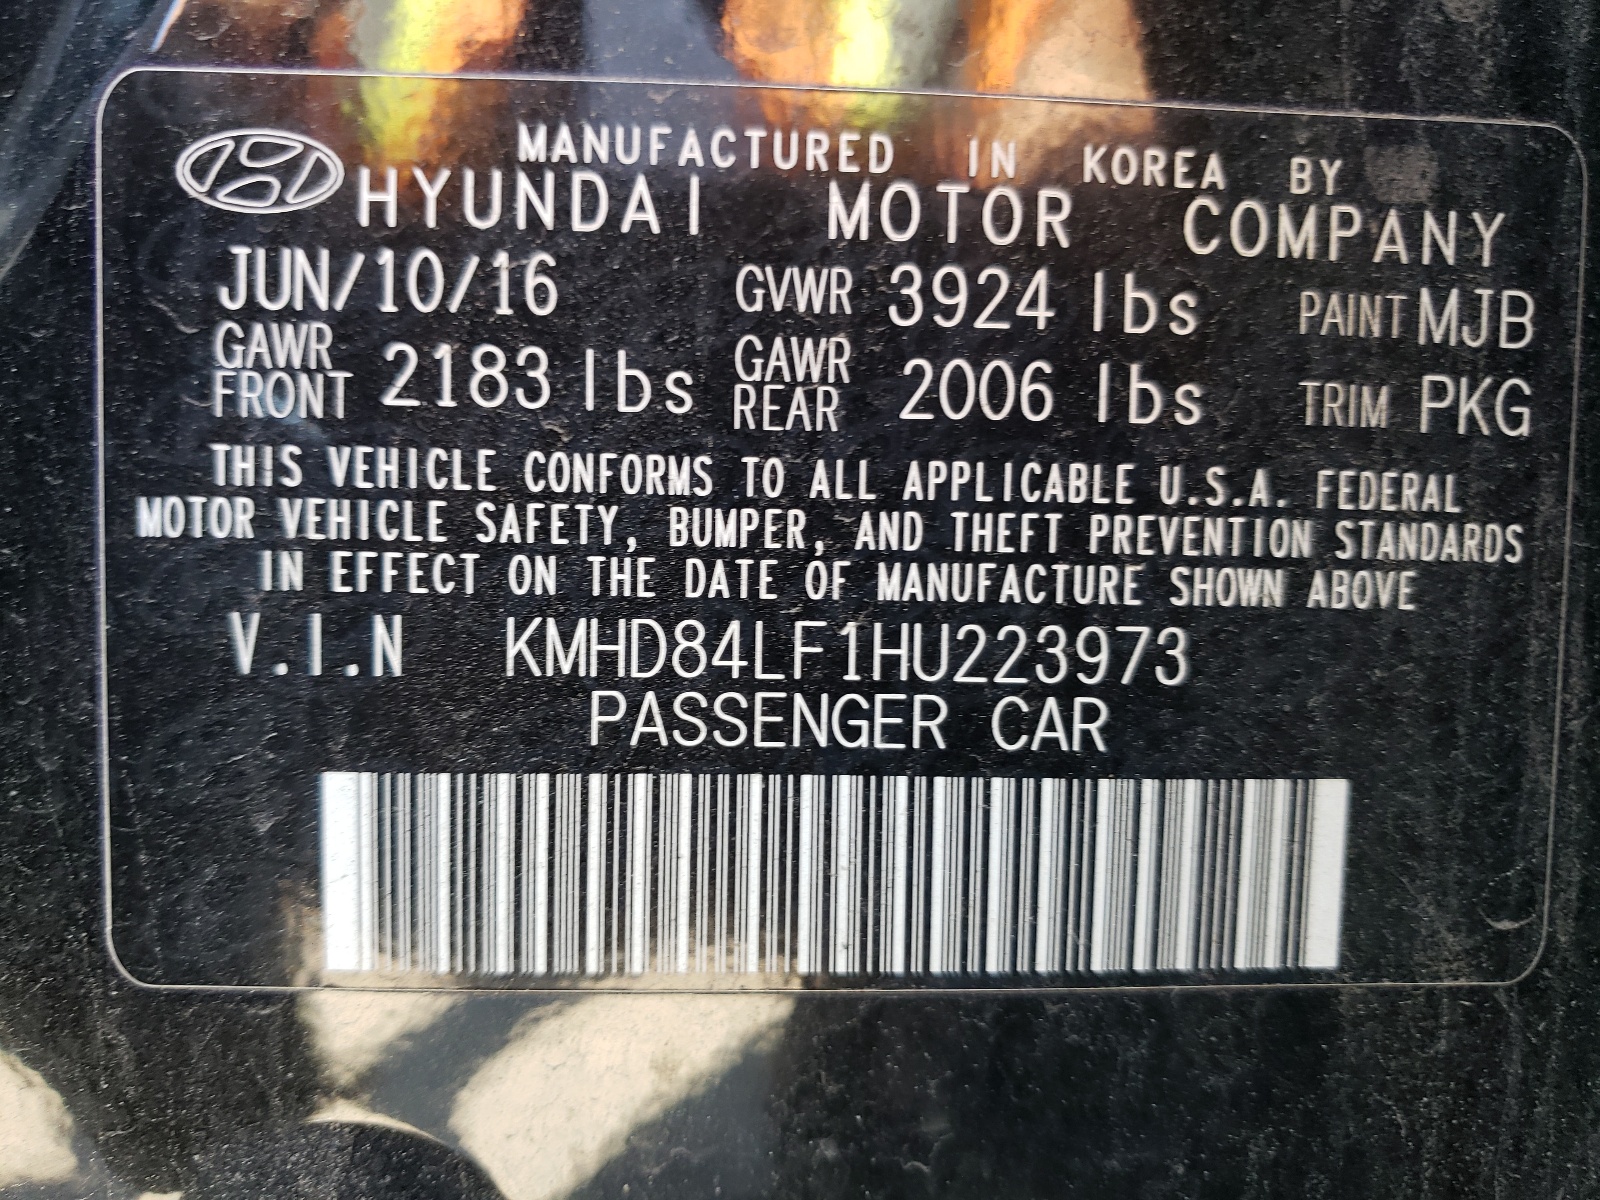 MANUFACTURED IN KOREA BY
HYUNDAI MOTOR COMPANY
JUN/10/16 GVWR 3924 lbs PAINT MJB
GAWR FRONT 2183 lbs GAWR REAR 2006 lbs TRIM PKG
THIS VEHICLE CONFORMS TO ALL APPLICABLE U.S.A. FEDERAL
MOTOR VEHICLE SAFETY, BUMPER, AND THEFT PREVENTION STANDARDS
IN EFFECT ON THE DATE OF MANUFACTURE SHOWN ABOVE
V.I.N KMHD84LF1HU223973
PASSENGER CAR